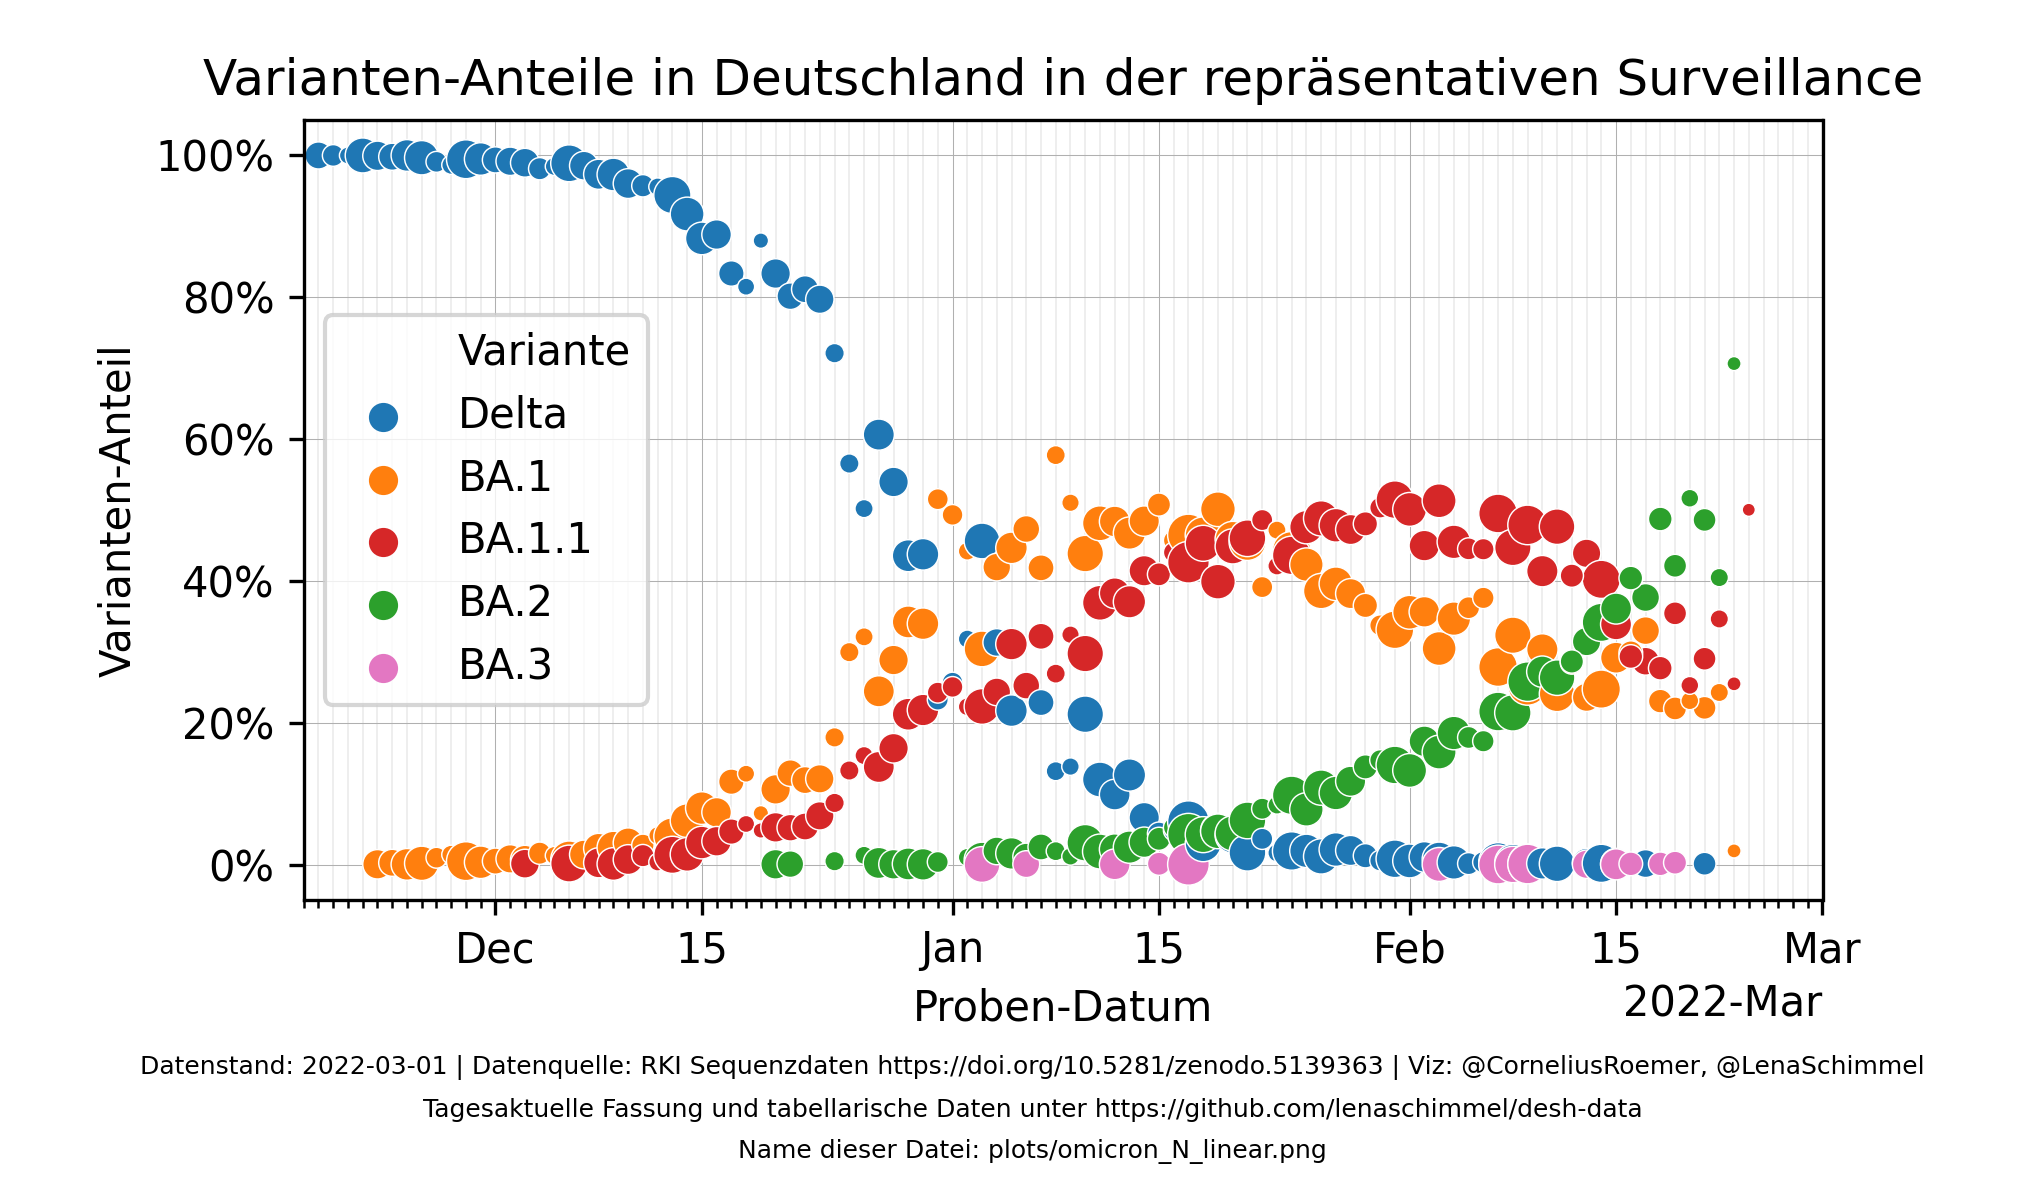 Varianten-Anteile in Deutschland in der repräsentativen Surveillance
100%
80%
60%
40%
20%
0%
Varianten-Anteil
Variante
Delta
BA.1
BA.1.1
BA.2
BA.3
Dec 15 Jan 15 Feb 15 Mar
Proben-Datum
2022-Mar
Datenstand: 2022-03-01 | Datenquelle: RKI Sequenzdaten https://doi.org/10.5281/zenodo.5139363 | Viz: @CorneliusRoemer, @LenaSchimmel
Tagesaktuelle Fassung und tabellarische Daten unter https://github.com/lenaschimmel/desh-data
Name dieser Datei: plots/omicron_N_linear.png